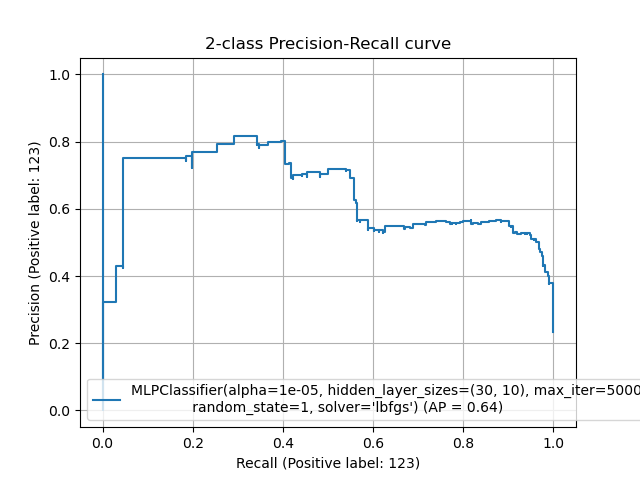 2-class Precision-Recall curve
1.0
0.8
0.6
0.4
0.2
0.0
Precision (Positive label: 123)
MLPClassifier(alpha=1e-05, hidden_layer_sizes=(30, 10), max_iter=5000
random_state=1, solver='lbfgs') (AP = 0.64)
0.0 0.2 0.4 0.6 0.8 1.0
Recall (Positive label: 123)